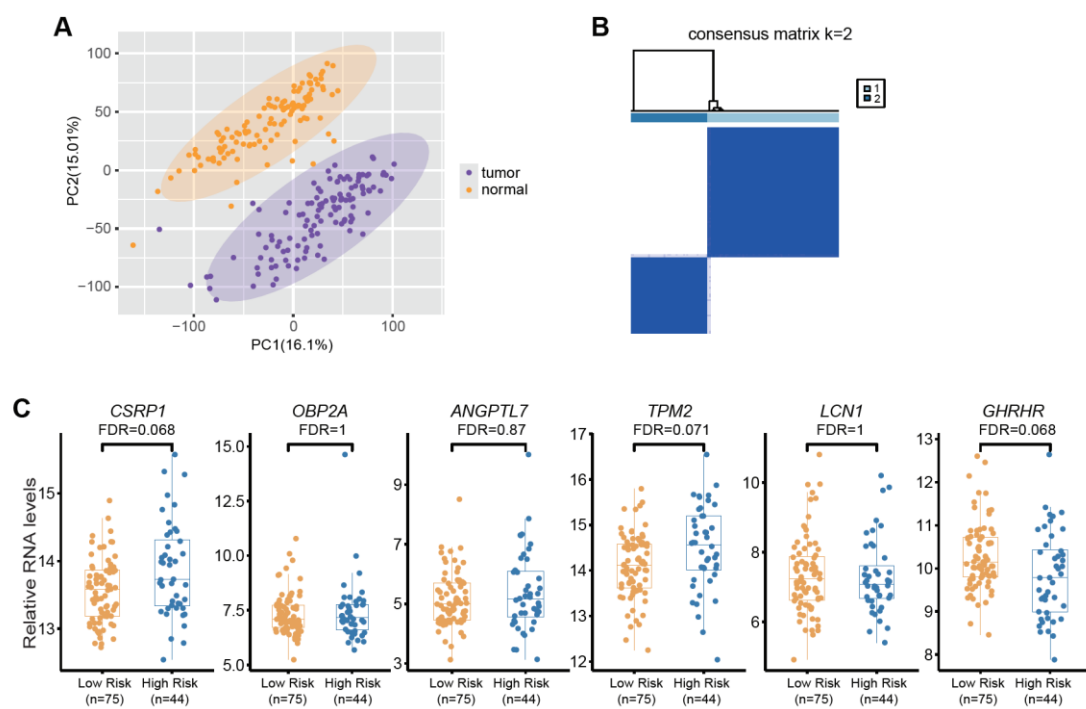 A
100
50
0
−50
−100
PC2(15.01%)
−100
0
100
PC1(16.1%)
tumor
normal
B
consensus matrix k=2
1
2
C
Relative RNA levels
CSRP1
FDR=0.068
15
14
13
Low Risk
(n=75)
High Risk
(n=44)
OBP2A
FDR=1
15.0
12.5
10.0
7.5
5.0
Low Risk
(n=75)
High Risk
(n=44)
ANGPTL7
FDR=0.87
9
7
5
3
Low Risk
(n=75)
High Risk
(n=44)
TPM2
FDR=0.071
17
16
15
14
13
12
Low Risk
(n=75)
High Risk
(n=44)
LCN1
FDR=1
10
8
6
Low Risk
(n=75)
High Risk
(n=44)
GHRHR
FDR=0.068
13
12
11
10
9
8
Low Risk
(n=75)
High Risk
(n=44)